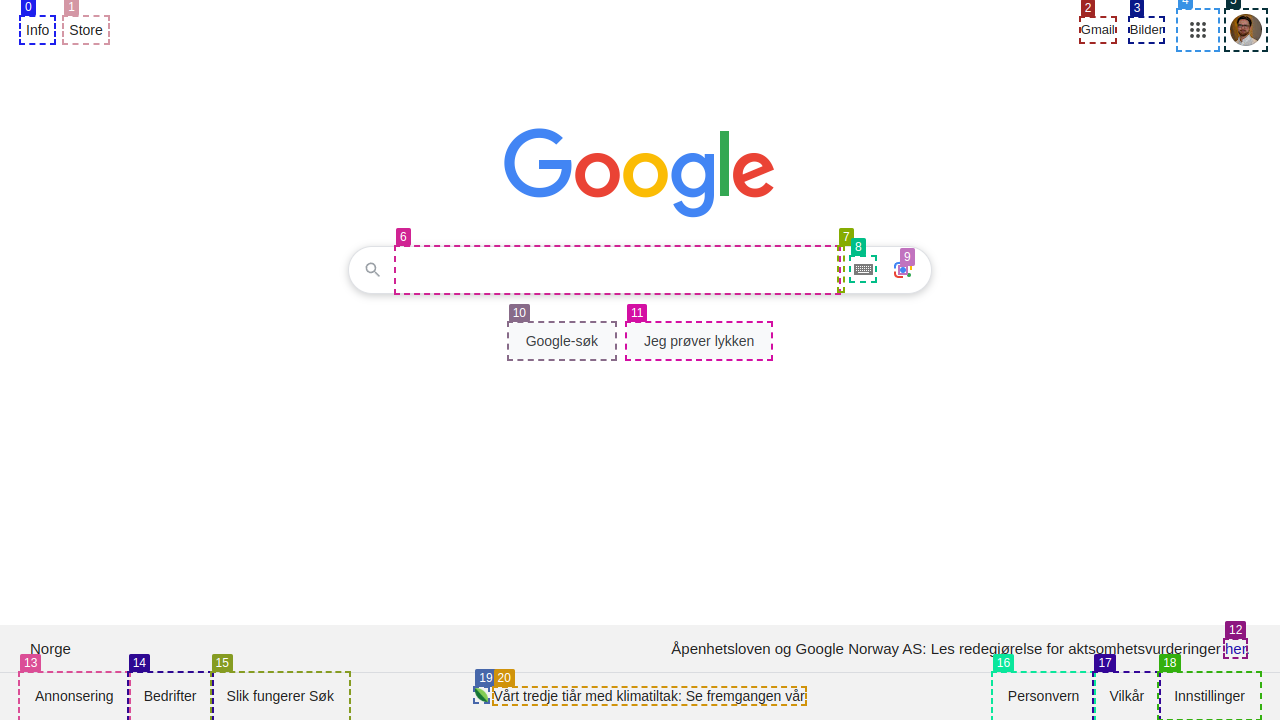 0 1 2 3 4 5
Info Store Gmail Bilder
Google
6 7 8 9
10 11
Google-søk Jeg prøver lykken
12
Norge Åpenhetsloven og Google Norway AS: Les redegjørelse for aktsomhetsvurderinger her.
13 14 15 19 20 16 17 18
Annonsering Bedrifter Slik fungerer Søk Vårt tredje tiår med klimatiltak: Se fremgangen vår Personvern Vilkår Innstillinger